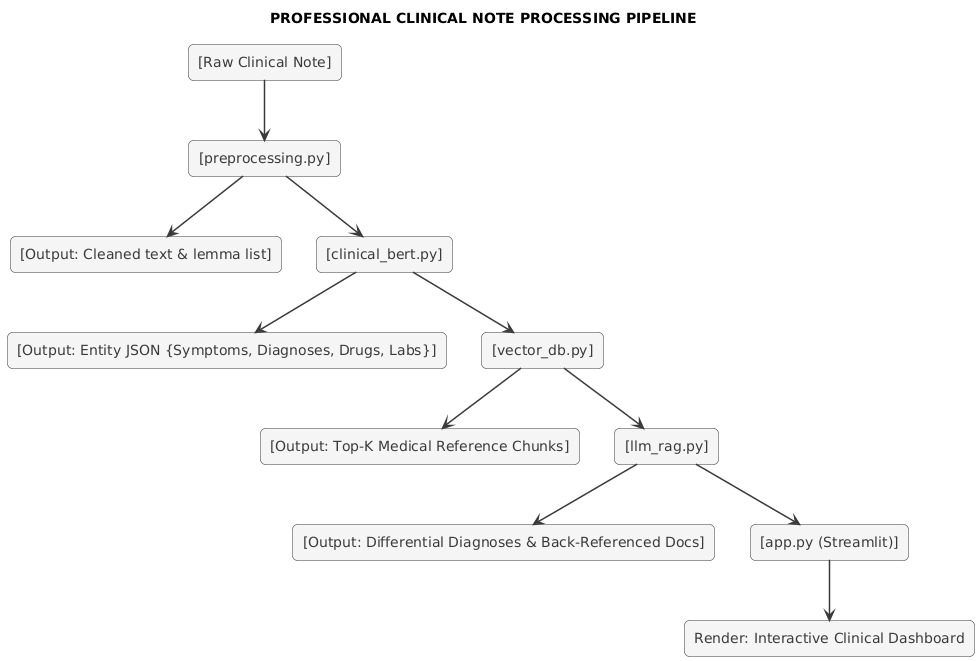 PROFESSIONAL CLINICAL NOTE PROCESSING PIPELINE
[Raw Clinical Note]
[preprocessing.py]
[Output: Cleaned text & lemma list]
[clinical_bert.py]
[Output: Entity JSON {Symptoms, Diagnoses, Drugs, Labs}]
[vector_db.py]
[Output: Top-K Medical Reference Chunks]
[llm_rag.py]
[Output: Differential Diagnoses & Back-Referenced Docs]
[app.py (Streamlit)]
Render: Interactive Clinical Dashboard